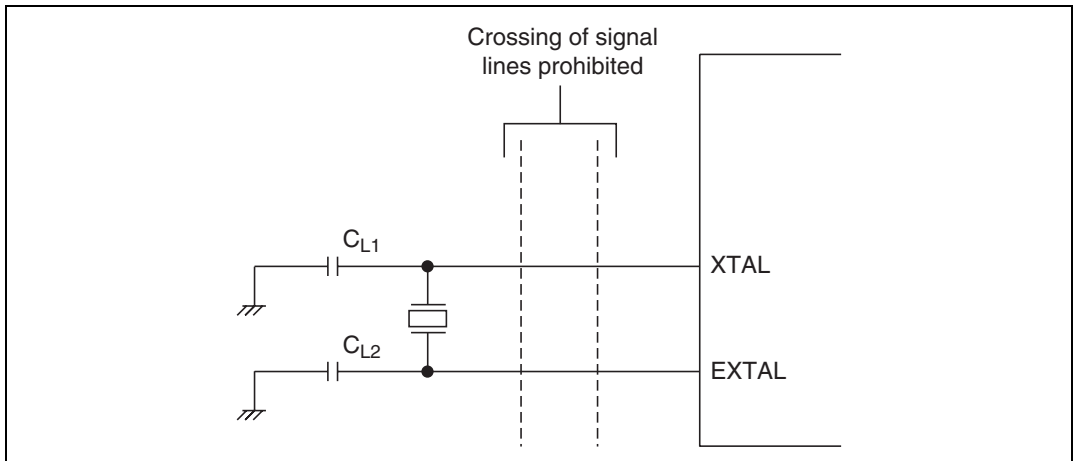 Crossing of signal
lines prohibited
CL1
XTAL
CL2
EXTAL